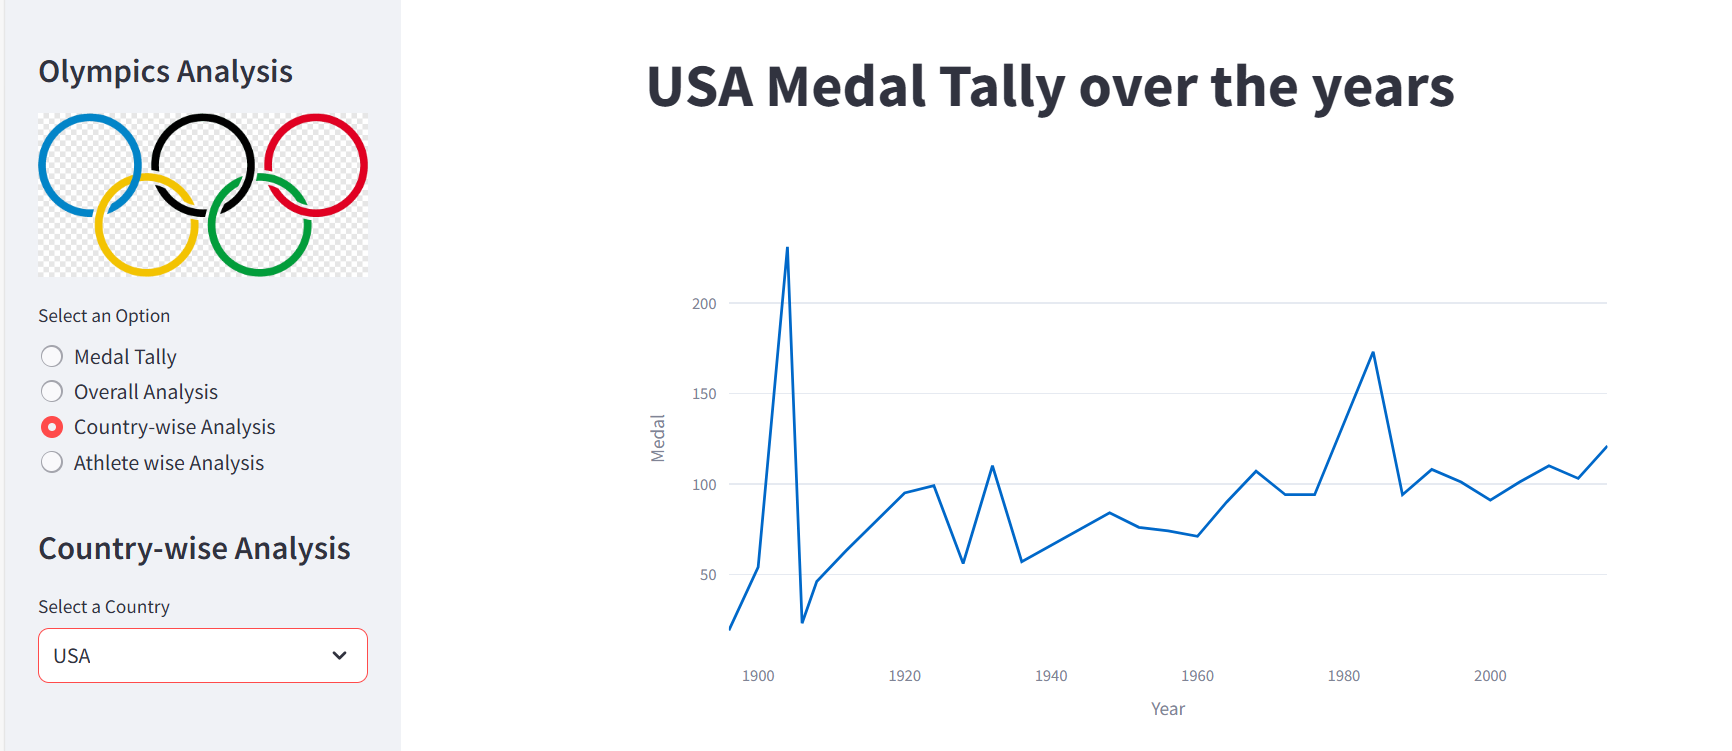 Olympics Analysis
Select an Option
Medal Tally
Overall Analysis
Country-wise Analysis
Athlete wise Analysis
Country-wise Analysis
Select a Country
USA
USA Medal Tally over the years
200
150
100
50
Medal
1900 1920 1940 1960 1980 2000
Year